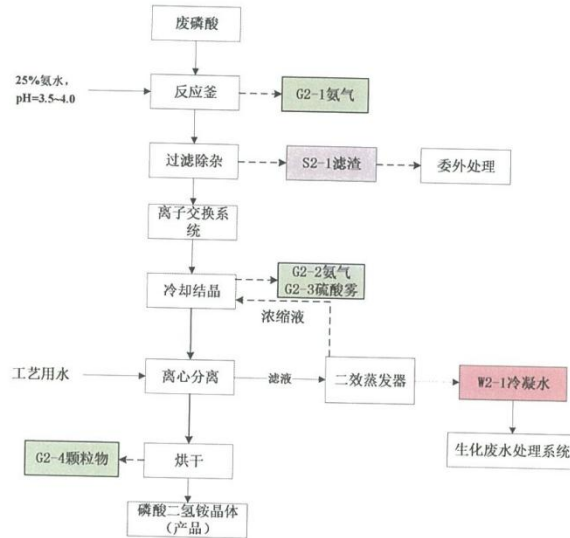 废磷酸
25%氨水，
pH=3.5~4.0
反应釜
G2-1氨气
过滤除杂
S2-1滤渣
委外处理
离子交换系
统
冷却结晶
G2-2氨气
G2-3硫酸雾
浓缩液
工艺用水
离心分离
滤液
二效蒸发器
W2-1冷凝水
生化废水处理系统
G2-4颗粒物
烘干
磷酸二氢铵晶体
（产品）